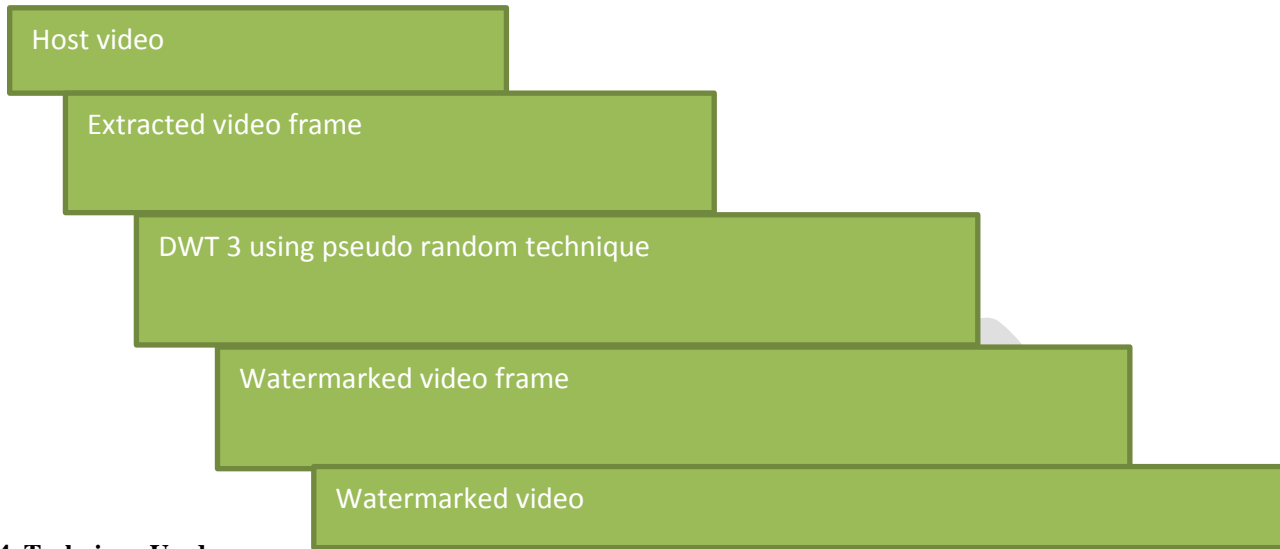 Host video
Extracted video frame
DWT 3 using pseudo random technique
Watermarked video frame
Watermarked video